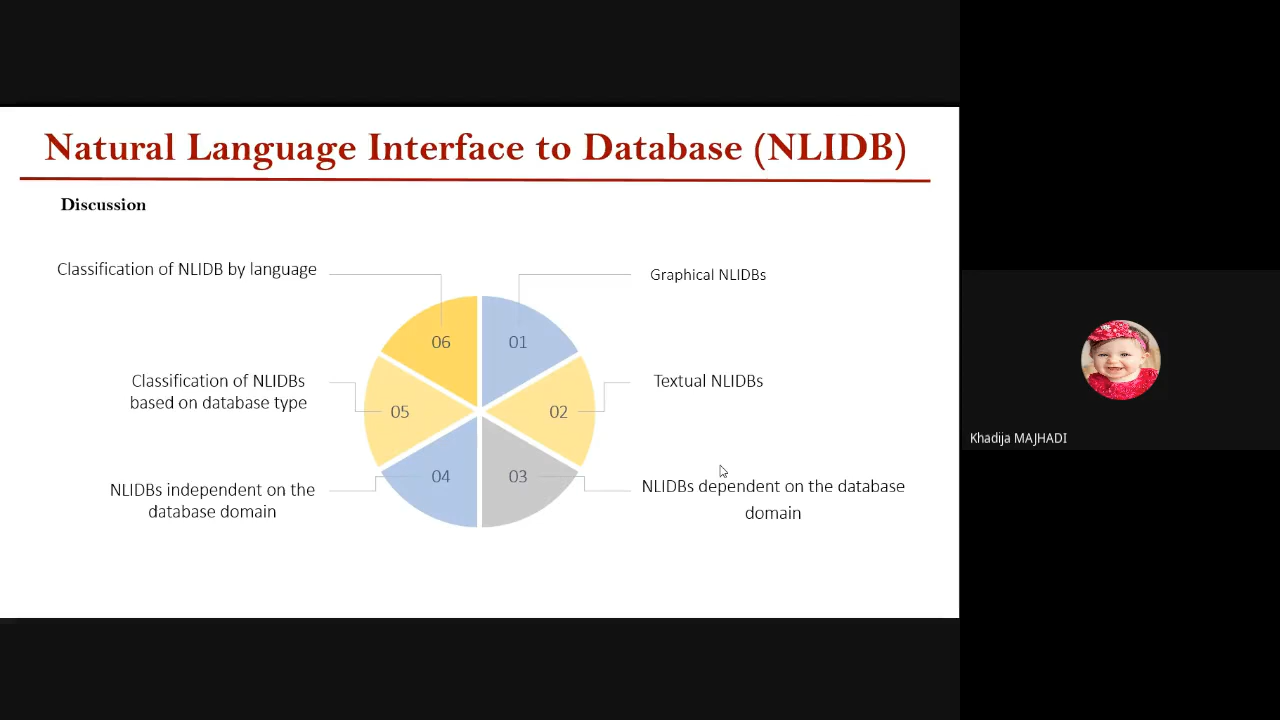 Natural Language Interface to Database (NLIDB)
Discussion
Classification of NLIDB by language
Graphical NLIDBs
06
01
Classification of NLIDBs
based on database type
Textual NLIDBs
05
02
04
03
NLIDBs independent on the
database domain
NLIDBs dependent on the database
domain
Khadija MAJHADI